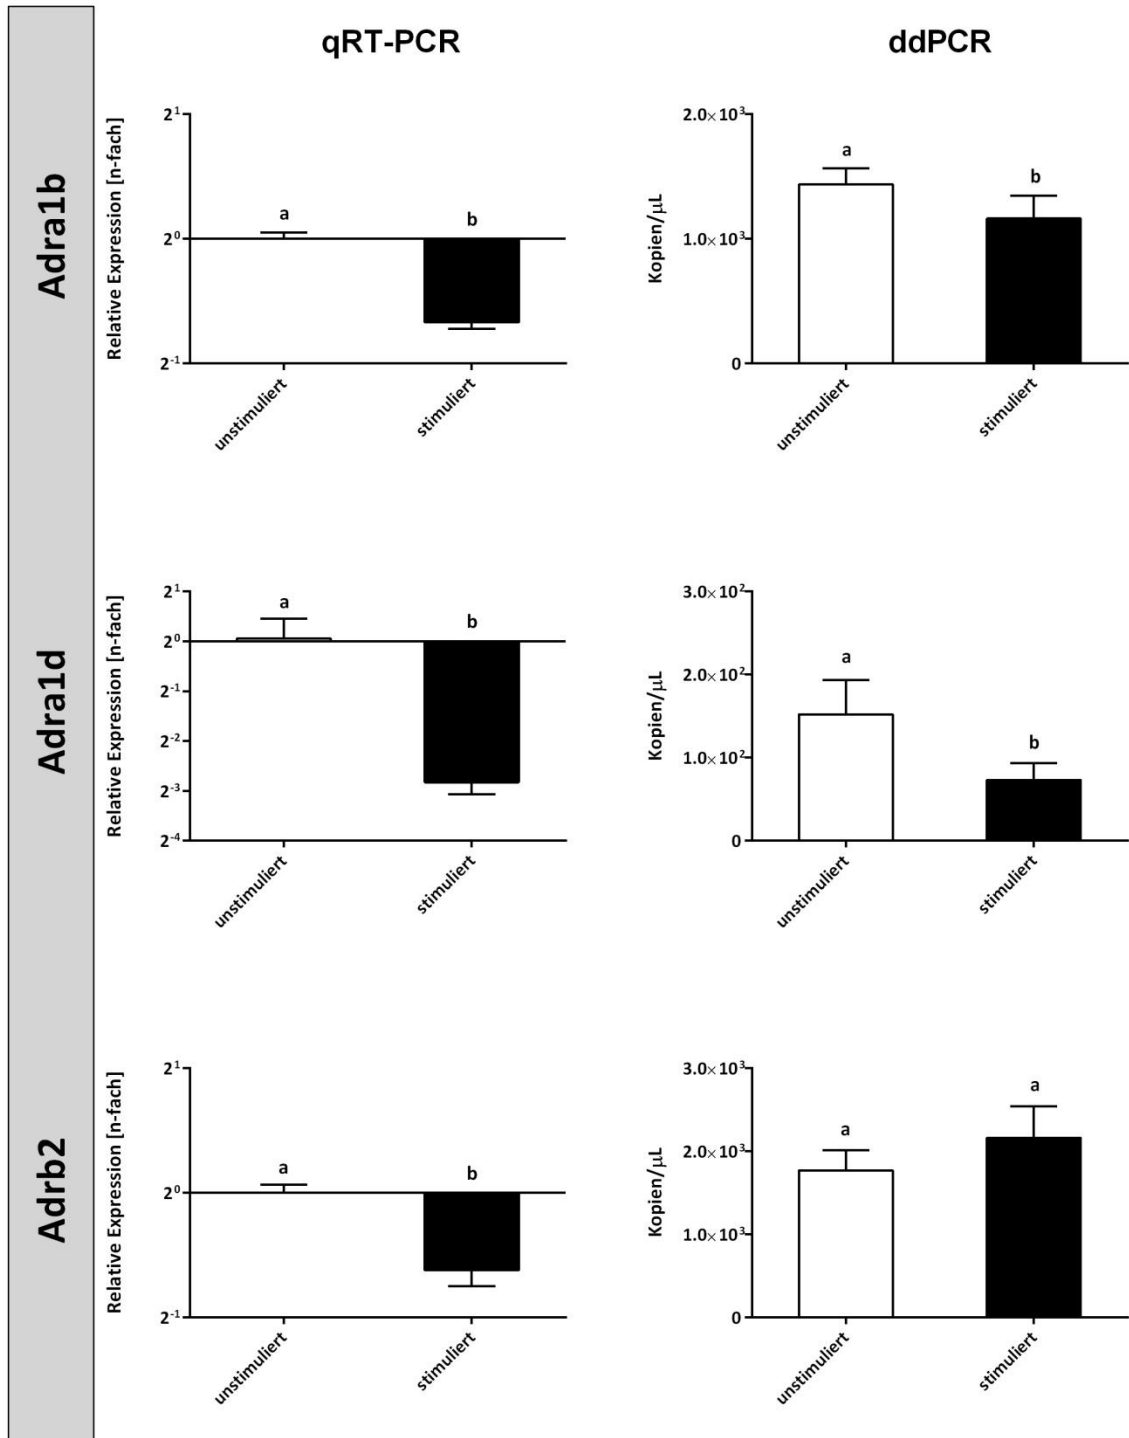 qRT-PCR
ddPCR
Adra1b
Relative Expression [n-fach]
2¹
2⁰
2⁻¹
a
b
unstimuliert
stimuliert
Kopien/µL
2.0×10³
1.0×10³
0
a
b
unstimuliert
stimuliert
Adra1d
Relative Expression [n-fach]
2¹
2⁰
2⁻¹
2⁻²
2⁻³
2⁻⁴
a
b
unstimuliert
stimuliert
Kopien/µL
3.0×10²
2.0×10²
1.0×10²
0
a
b
unstimuliert
stimuliert
Adrb2
Relative Expression [n-fach]
2¹
2⁰
2⁻¹
a
b
unstimuliert
stimuliert
Kopien/µL
3.0×10³
2.0×10³
1.0×10³
0
a
a
unstimuliert
stimuliert